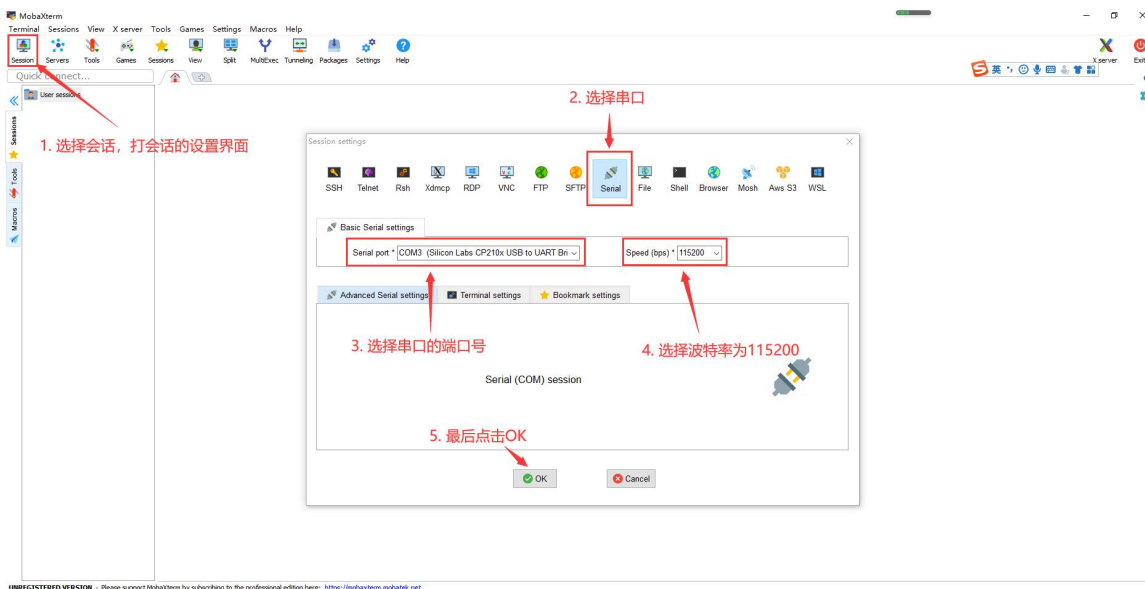 MobaXterm
Terminal Sessions View X server Tools Games Settings Macros Help
Session Servers Tools Games Sessions View Split MultiExec Tunneling Packages Settings Help X server Exit
Quick connect...
英
User sessions
Sessions
Tools
Macros
1. 选择会话，打会话的设置界面
2. 选择串口
Session settings
SSH Telnet Rsh Xdmcp RDP VNC FTP SFTP Serial File Shell Browser Mosh Aws S3 WSL
Basic Serial settings
Serial port * COM3 (Silicon Labs CP210x USB to UART Bri Speed (bps) * 115200
Advanced Serial settings Terminal settings Bookmark settings
3. 选择串口的端口号
4. 选择波特率为115200
Serial (COM) session
5. 最后点击OK
OK Cancel
UNREGISTERED VERSION - Please support MobaXterm by subscribing to the professional edition here: https://mobaxterm.mobatek.net